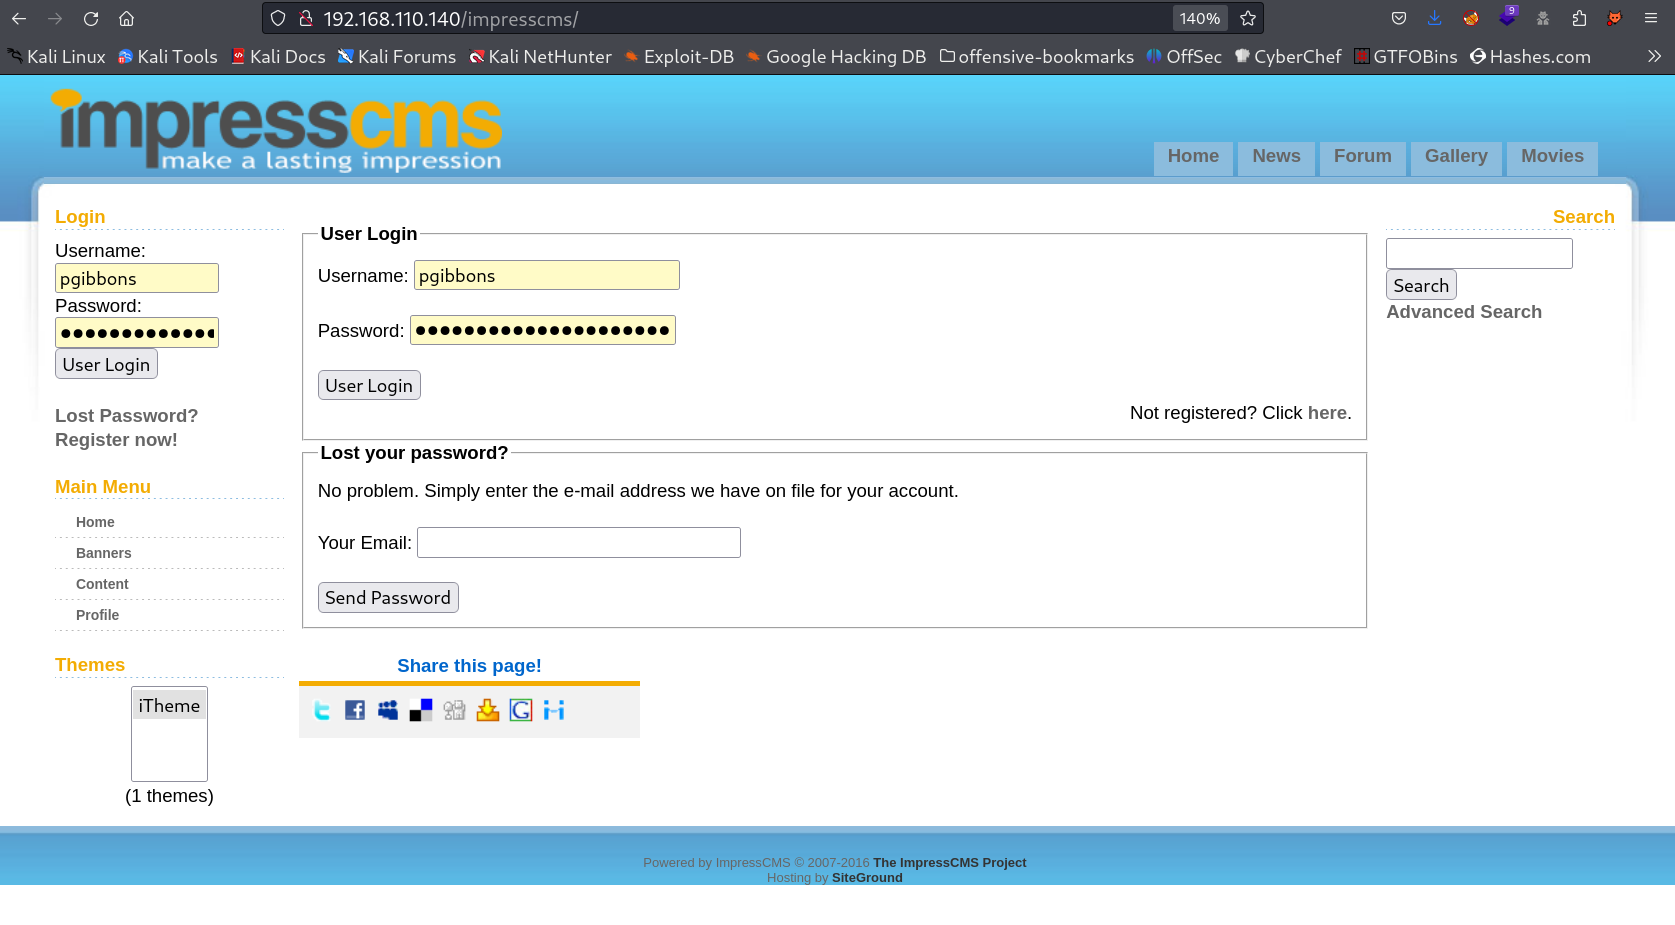 192.168.110.140/impresscms/
140%
9
Kali Linux Kali Tools Kali Docs Kali Forums Kali NetHunter Exploit-DB Google Hacking DB offensive-bookmarks OffSec CyberChef GTFOBins Hashes.com
impresscms
make a lasting impression
Home News Forum Gallery Movies
Login
Username:
pgibbons
Password:
User Login
Lost Password?
Register now!
Main Menu
Home
Banners
Content
Profile
Themes
iTheme
(1 themes)
User Login
Username: pgibbons
Password:
User Login
Not registered? Click here.
Lost your password?
No problem. Simply enter the e-mail address we have on file for your account.
Your Email:
Send Password
Share this page!
Search
Search
Advanced Search
Powered by ImpressCMS © 2007-2016 The ImpressCMS Project
Hosting by SiteGround